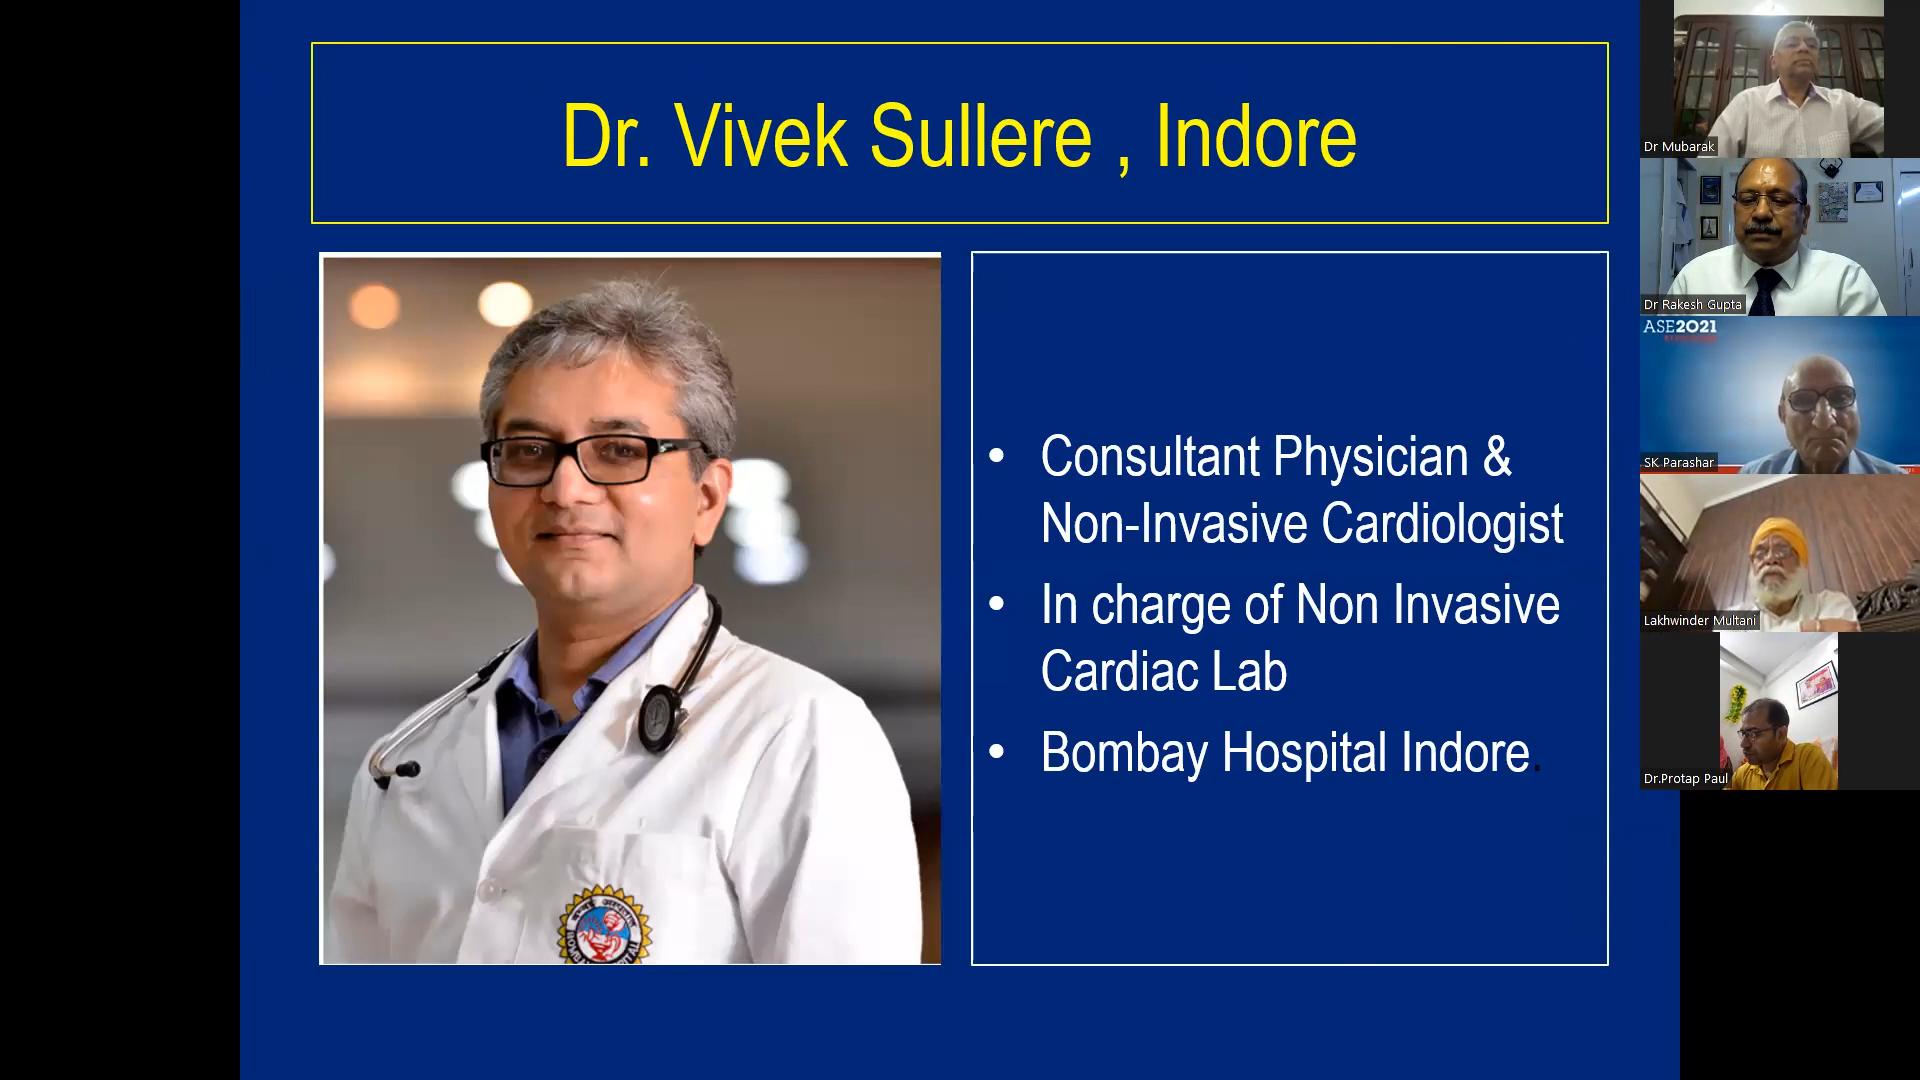 Dr. Vivek Sullere , Indore
• Consultant Physician &
Non-Invasive Cardiologist
• In charge of Non Invasive
Cardiac Lab
• Bombay Hospital Indore.
Dr Mubarak
Dr Rakesh Gupta
ASE2021
SK Parashar
Lakhwinder Multani
Dr.Protap Paul